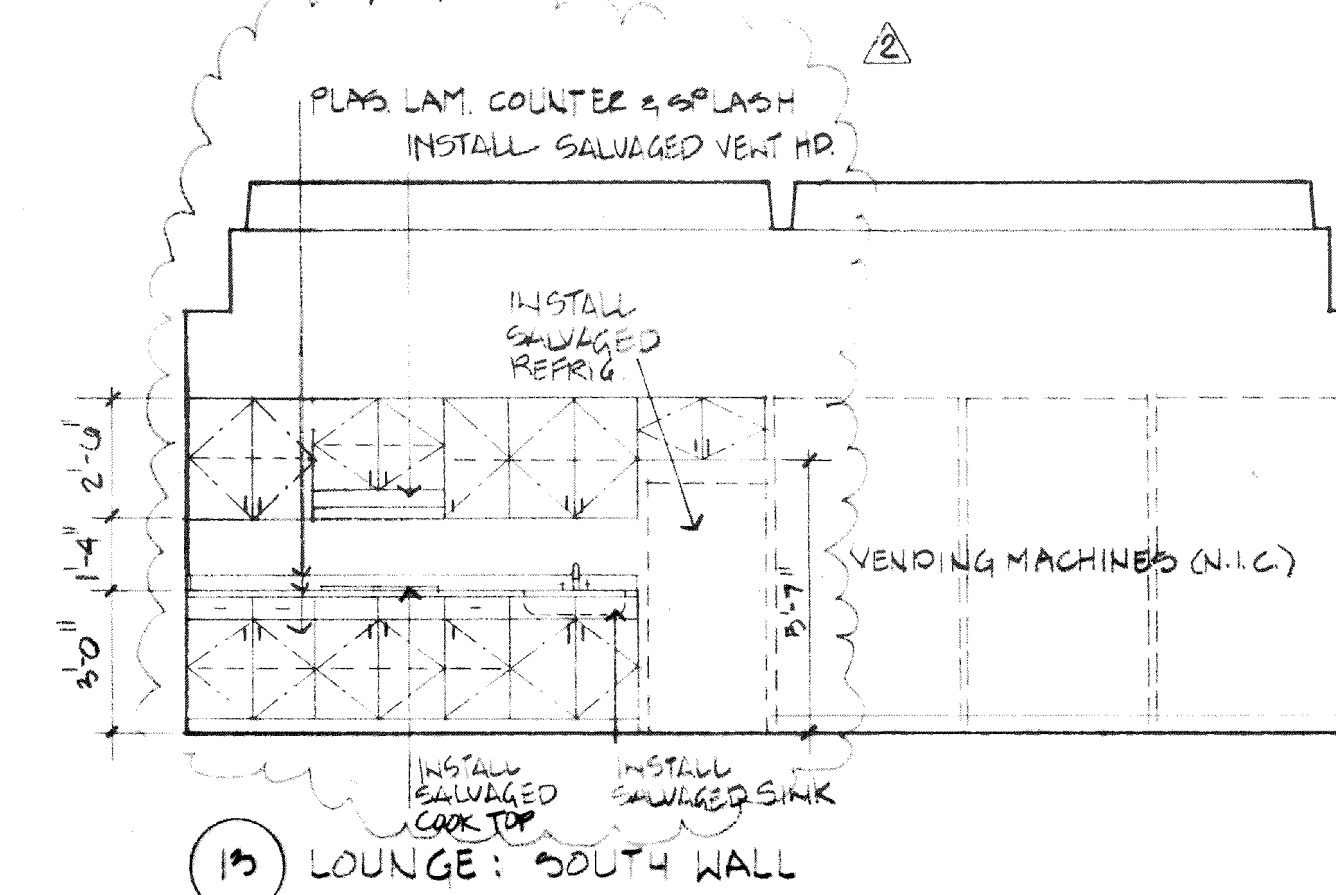 2
PLAS. LAM. COUNTER & SPLASH
INSTALL SALVAGED VENT HD.
INSTALL
SALVAGED
REFRIG.
2'-6"
1'-4"
3'-0"
5'-7"
VENDING MACHINES (N.I.C.)
INSTALL
SALVAGED
COOK TOP
INSTALL
SALVAGED SINK
13 LOUNGE: SOUTH WALL